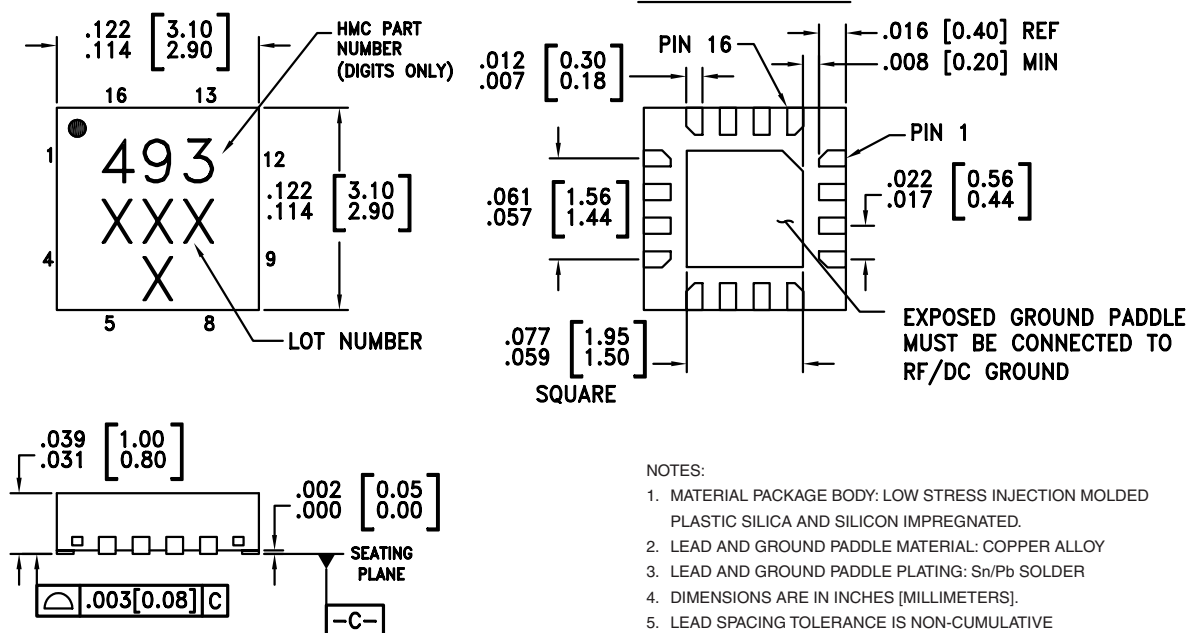 .122 [3.10]
.114 [2.90]
HMC PART
NUMBER
(DIGITS ONLY)
16 13
493
XXX
X
1
4
12
9
5 8
.122 [3.10]
.114 [2.90]
LOT NUMBER
PIN 16
.016 [0.40] REF
.008 [0.20] MIN
.012 [0.30]
.007 [0.18]
PIN 1
.061 [1.56]
.057 [1.44]
.022 [0.56]
.017 [0.44]
.077 [1.95]
.059 [1.50]
SQUARE
EXPOSED GROUND PADDLE
MUST BE CONNECTED TO
RF/DC GROUND
.039 [1.00]
.031 [0.80]
.002 [0.05]
.000 [0.00]
SEATING
PLANE
.003[0.08] C
-C-
NOTES:
1. MATERIAL PACKAGE BODY: LOW STRESS INJECTION MOLDED
PLASTIC SILICA AND SILICON IMPREGNATED.
2. LEAD AND GROUND PADDLE MATERIAL: COPPER ALLOY
3. LEAD AND GROUND PADDLE PLATING: Sn/Pb SOLDER
4. DIMENSIONS ARE IN INCHES [MILLIMETERS].
5. LEAD SPACING TOLERANCE IS NON-CUMULATIVE